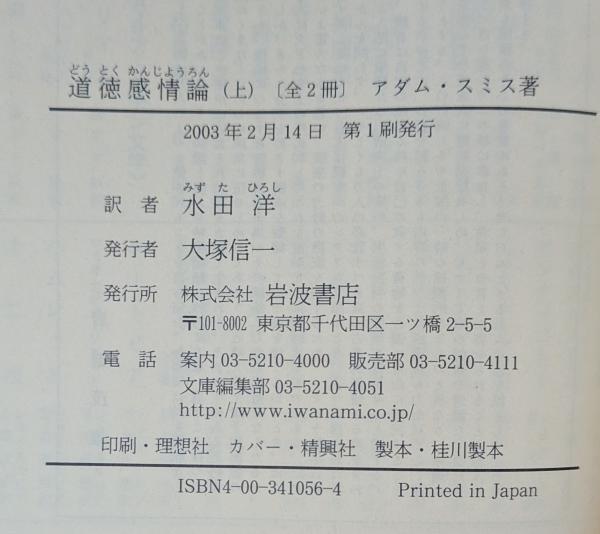 どう とく かんじようろん
道徳感情論（上）〔全2冊〕 アダム・スミス著
2003年2月14日 第1刷発行
みず た ひろし
訳者 水田 洋
発行者 大塚信一
発行所 株式会社 岩波書店
〒101-8002 東京都千代田区一ツ橋2-5-5
電話 案内 03-5210-4000 販売部 03-5210-4111
文庫編集部 03-5210-4051
http://www.iwanami.co.jp/
印刷・理想社 カバー・精興社 製本・桂川製本
ISBN4-00-341056-4 Printed in Japan